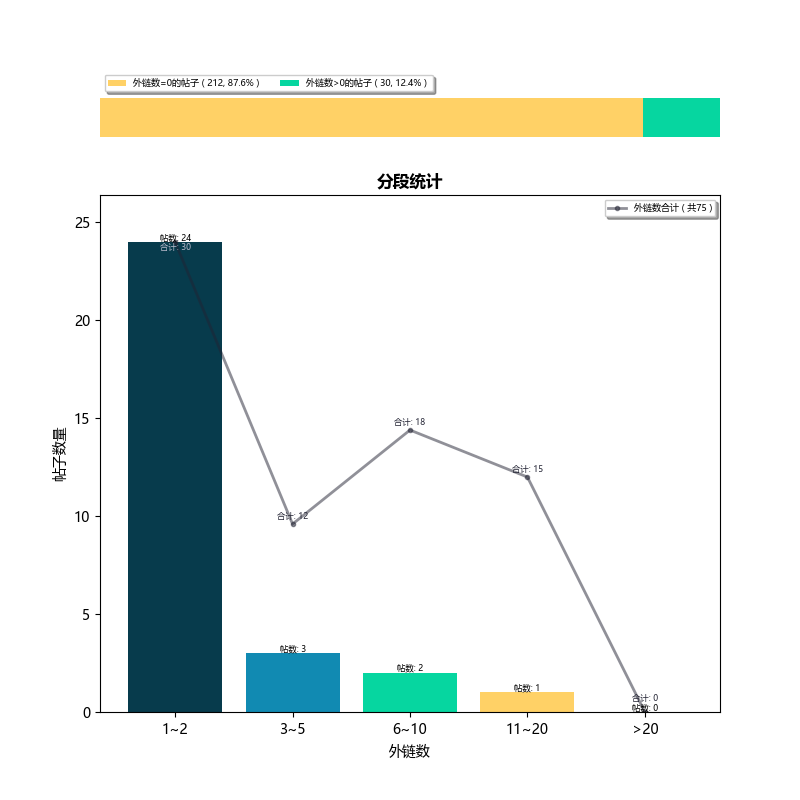 外链数=0的帖子 ( 212, 87.6% )
外链数>0的帖子 ( 30, 12.4% )
分段统计
外链数合计 ( 共75 )
25
20
15
10
5
0
帖子数量
帖数: 24
合计: 30
合计: 12
合计: 18
合计: 15
合计: 0
帖数: 3
帖数: 2
帖数: 1
帖数: 0
1~2
3~5
6~10
11~20
>20
外链数